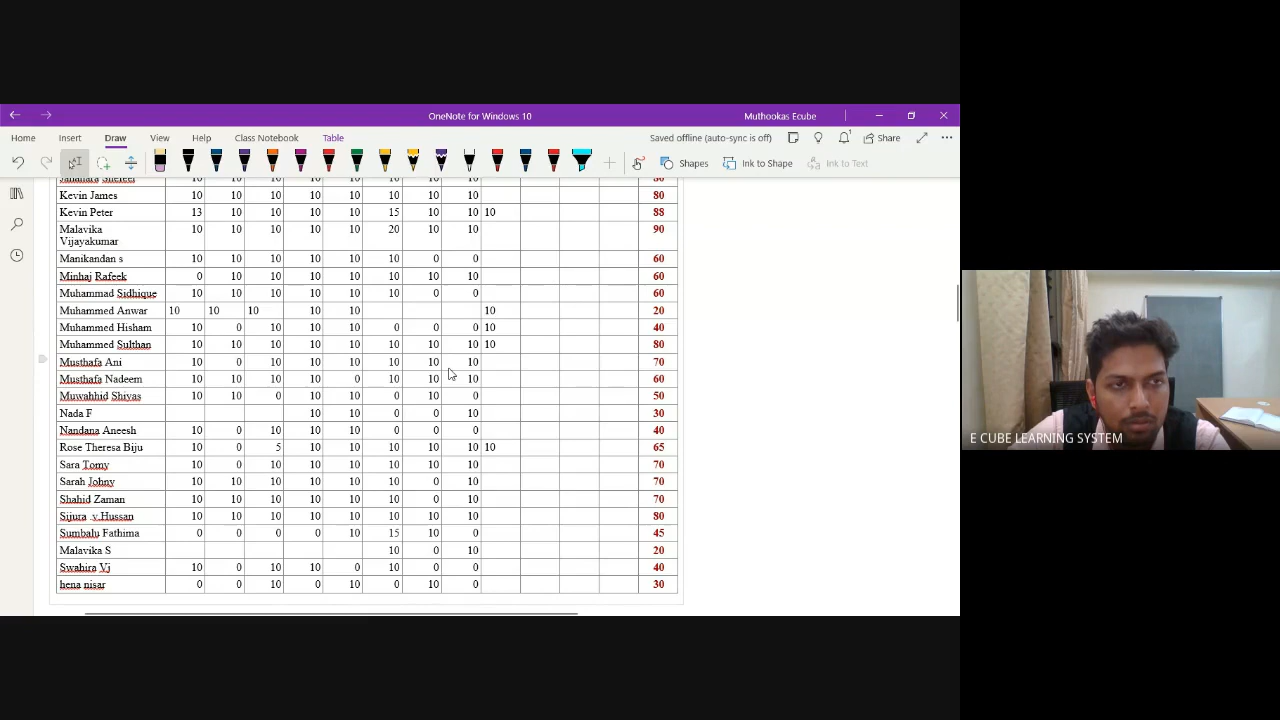 OneNote for Windows 10
Muthookas Ecube
Home Insert Draw View Help Class Notebook Table
Saved offline (auto-sync is off)
Share
Shapes Ink to Shape Ink to Text
Kevin James 10 10 10 10 10 10 10 10 80
Kevin Peter 13 10 10 10 10 15 10 10 10 88
Malavika 10 10 10 10 10 20 10 10 90
Vijayakumar
Manikandan s 10 10 10 10 10 10 0 0 60
Minhaj Rafeek 0 10 10 10 10 10 10 10 60
Muhammad Sidhique 10 10 10 10 10 10 0 0 60
Muhammed Anwar 10 10 10 10 10 10 20
Muhammed Hisham 10 0 10 10 10 0 0 0 10 40
Muhammed Sulthan 10 10 10 10 10 10 10 10 10 80
Musthafa Ani 10 0 10 10 10 10 10 10 70
Musthafa Nadeem 10 10 10 10 0 10 10 10 60
Muwahhid Shiyas 10 10 0 10 10 0 10 0 50
Nada F 10 10 0 0 10 30
Nandana Aneesh 10 0 10 10 10 0 0 0 40
Rose Theresa Biju 10 0 5 10 10 10 10 10 10 65
Sara Tomy 10 0 10 10 10 10 10 10 70
Sarah Johny 10 10 10 10 10 10 0 10 70
Shahid Zaman 10 10 10 10 10 10 0 10 70
Sijura .v.Hussan 10 10 10 10 10 10 10 10 80
Sumbalu Fathima 0 0 0 0 10 15 10 0 45
Malavika S 10 0 10 20
Swahira Vj 10 0 10 10 0 10 0 0 40
hena nisar 0 0 10 0 10 0 10 0 30
E CUBE LEARNING SYSTEM